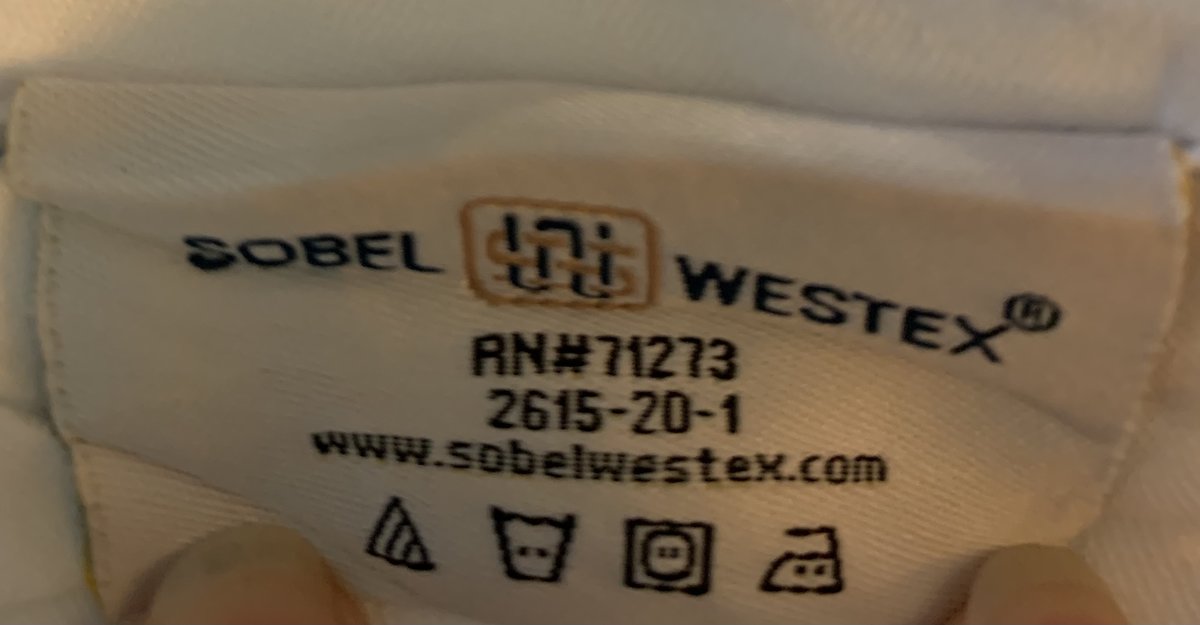 SOBEL WESTEX®
RN#71273
2615-20-1
www.sobelwestex.com